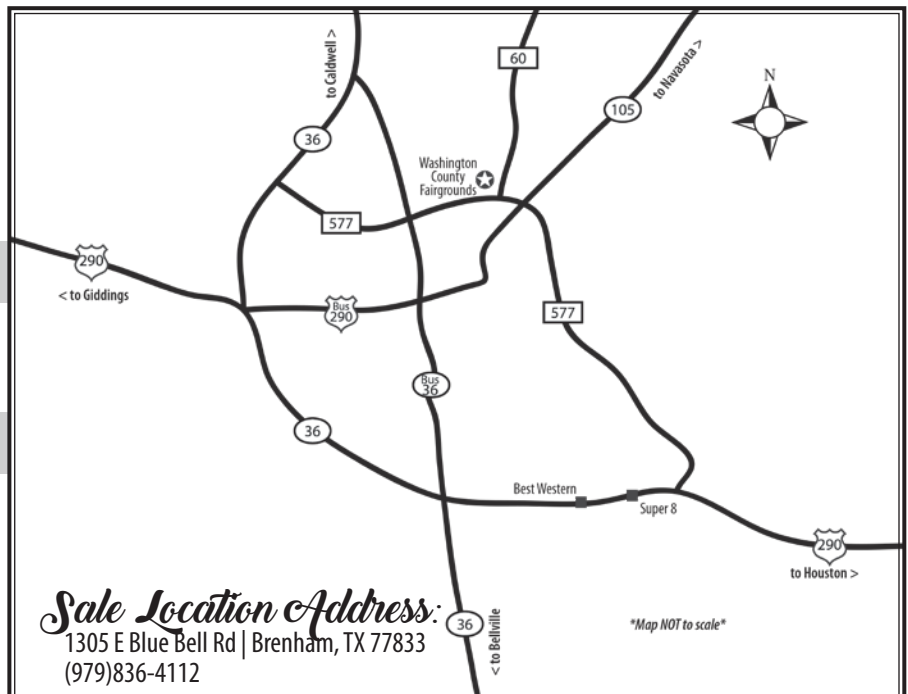 to Caldwell >
60
to Navasota >
N
105
36
Washington
County
Fairgrounds
577
290
< to Giddings
Bus
290
577
Bus
36
36
Best Western
Super 8
290
to Houston >
Sale Location Address:
1305 E Blue Bell Rd | Brenham, TX 77833
(979)836-4112
36
< to Bellville
*Map NOT to scale*